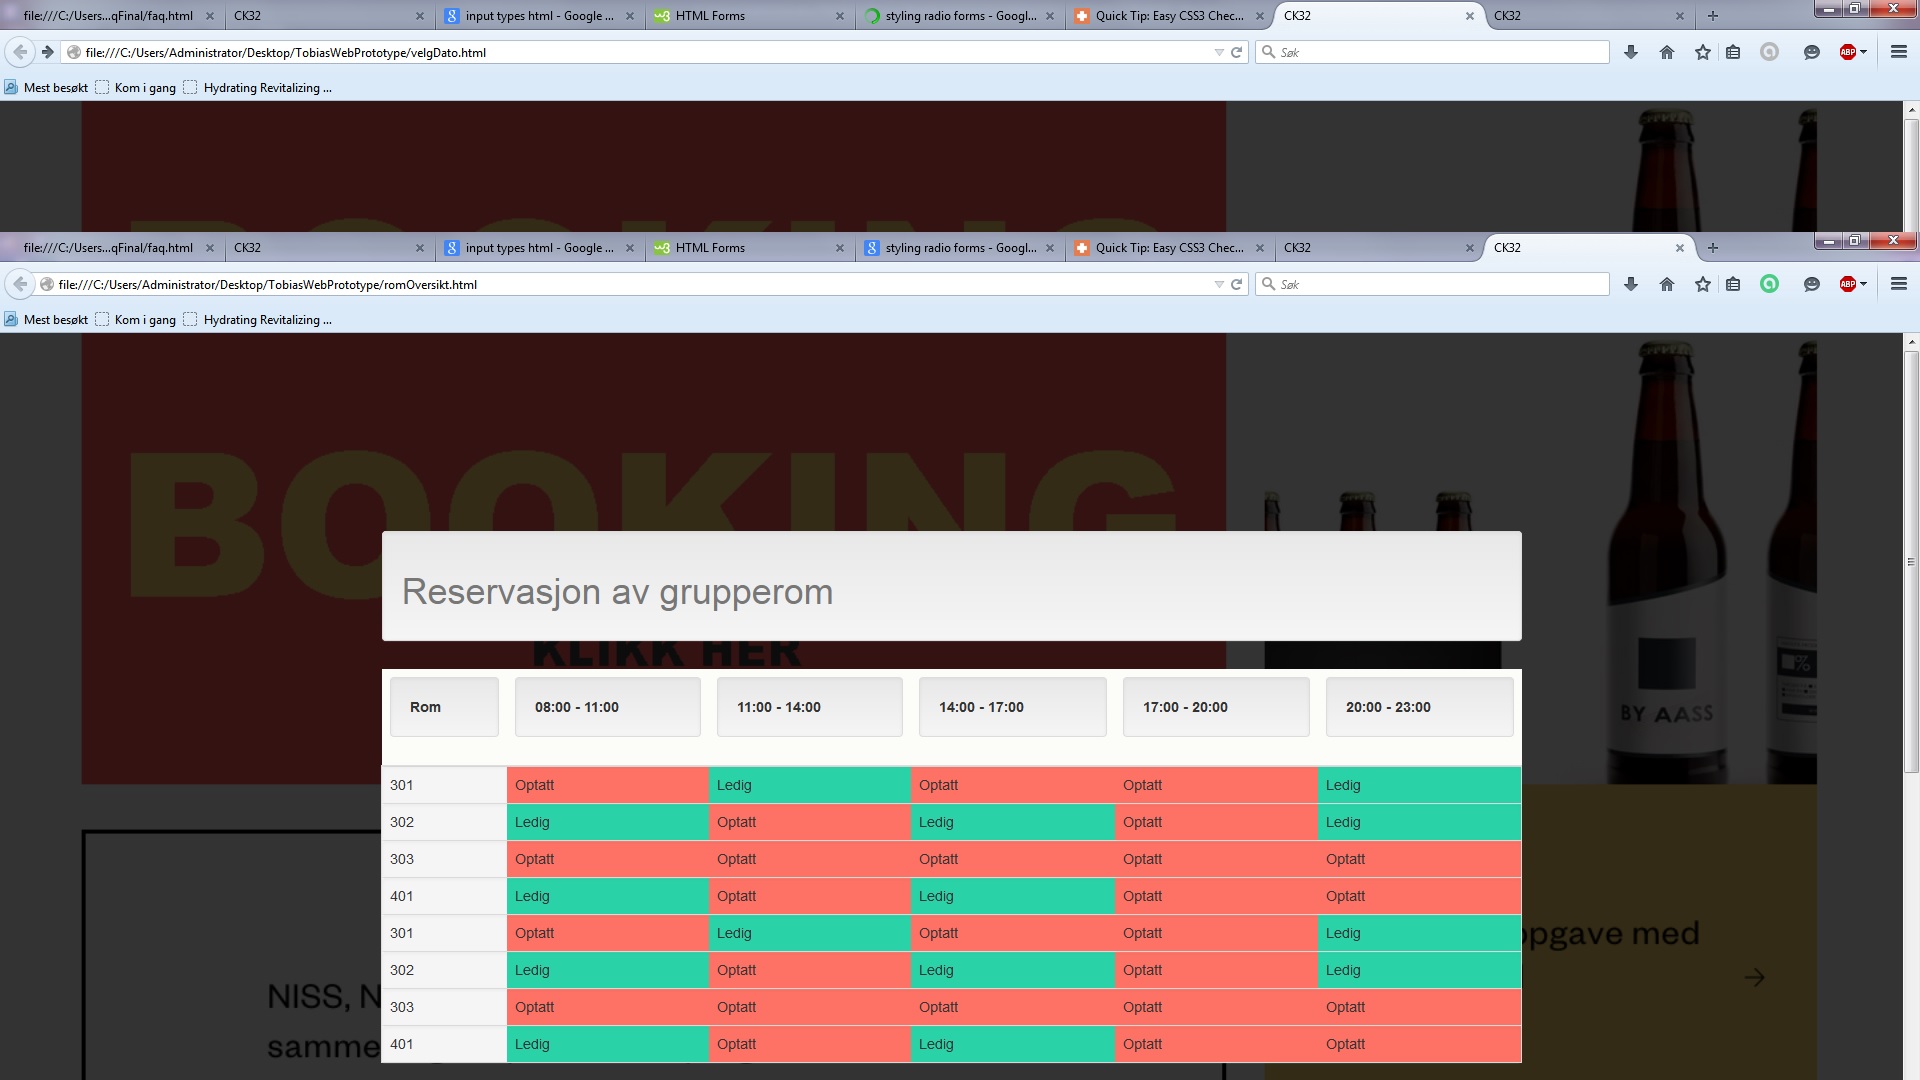 file:///C:/Users...qFinal/faq.html CK32 input types html - Google ... HTML Forms styling radio forms - Googl... Quick Tip: Easy CSS3 Chec... CK32 CK32
file:///C:/Users/Administrator/Desktop/TobiasWebPrototype/velgDato.html Søk ABP
Mest besøkt Kom i gang Hydrating Revitalizing ...
file:///C:/Users...qFinal/faq.html CK32 input types html - Google ... HTML Forms styling radio forms - Googl... Quick Tip: Easy CSS3 Chec... CK32 CK32
file:///C:/Users/Administrator/Desktop/TobiasWebPrototype/romOversikt.html Søk ABP
Mest besøkt Kom i gang Hydrating Revitalizing ...
BOOKING
Reservasjon av grupperom
KLIKK HER
BY AASS
Rom 08:00 - 11:00 11:00 - 14:00 14:00 - 17:00 17:00 - 20:00 20:00 - 23:00
301 Optatt Ledig Optatt Optatt Ledig
302 Ledig Optatt Ledig Optatt Ledig
303 Optatt Optatt Optatt Optatt Optatt
401 Ledig Optatt Ledig Optatt Optatt
301 Optatt Ledig Optatt Optatt Ledig
302 Ledig Optatt Ledig Optatt Ledig
303 Optatt Optatt Optatt Optatt Optatt
401 Ledig Optatt Ledig Optatt Optatt
ppgave med
NISS, N
samme